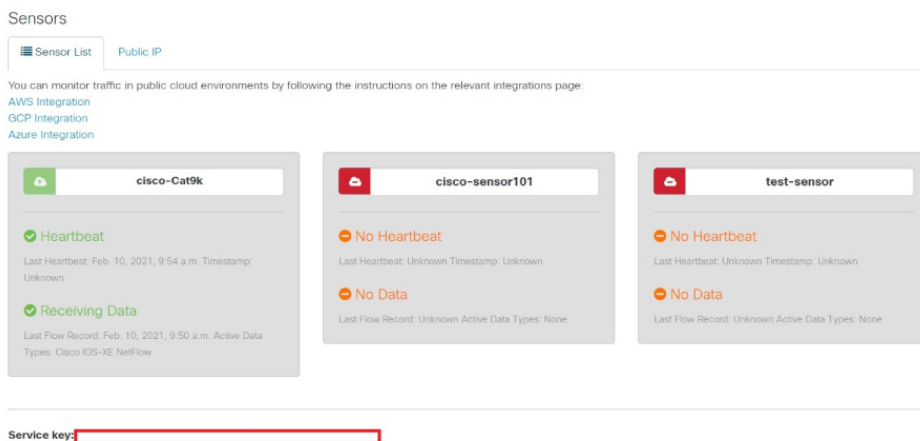 Sensors
Sensor List
Public IP
You can monitor traffic in public cloud environments by following the instructions on the relevant integrations page:
AWS Integration
GCP Integration
Azure Integration
cisco-Cat9k
Heartbeat
Last Heartbeat: Feb. 10, 2021, 9:54 a.m. Timestamp:
Unknown
Receiving Data
Last Flow Record: Feb. 10, 2021, 9:50 a.m. Active Data
Types: Cisco IOS-XE NetFlow
cisco-sensor101
No Heartbeat
Last Heartbeat: Unknown Timestamp: Unknown
No Data
Last Flow Record: Unknown Active Data Types: None
test-sensor
No Heartbeat
Last Heartbeat: Unknown Timestamp: Unknown
No Data
Last Flow Record: Unknown Active Data Types: None
Service key: